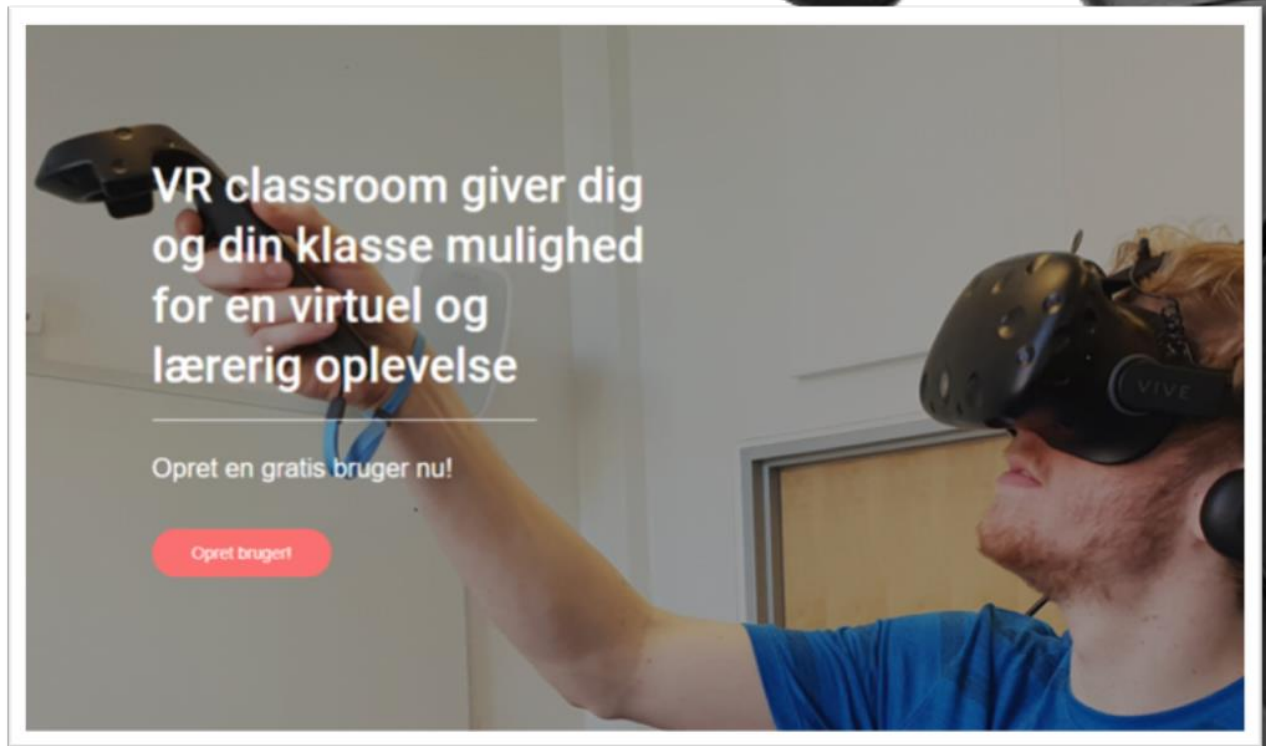 VR classroom giver dig
og din klasse mulighed
for en virtuel og
lærerig oplevelse
Opret en gratis bruger nu!
Opret bruger!
VIVE